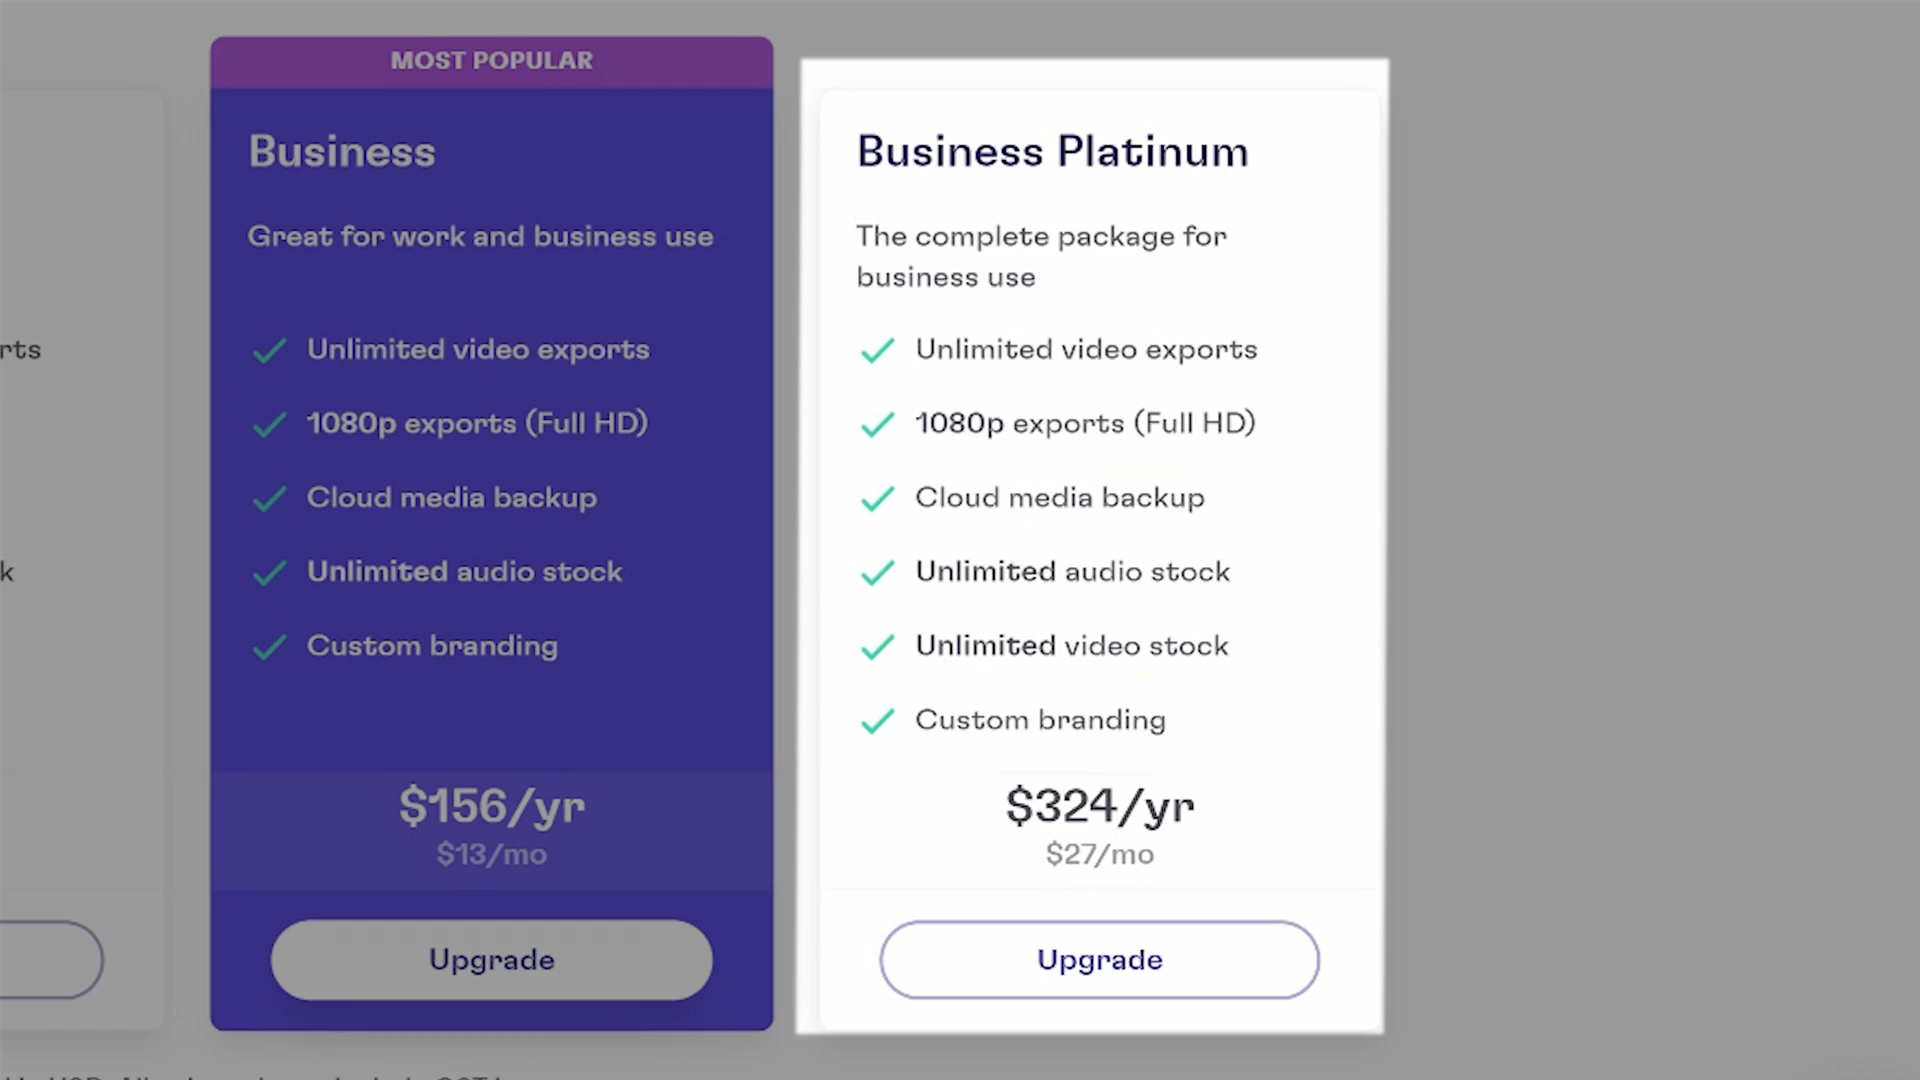 MOST POPULAR
Business
Great for work and business use
Unlimited video exports
1080p exports (Full HD)
Cloud media backup
Unlimited audio stock
Custom branding
$156/yr
$13/mo
Upgrade
Business Platinum
The complete package for
business use
Unlimited video exports
1080p exports (Full HD)
Cloud media backup
Unlimited audio stock
Unlimited video stock
Custom branding
$324/yr
$27/mo
Upgrade